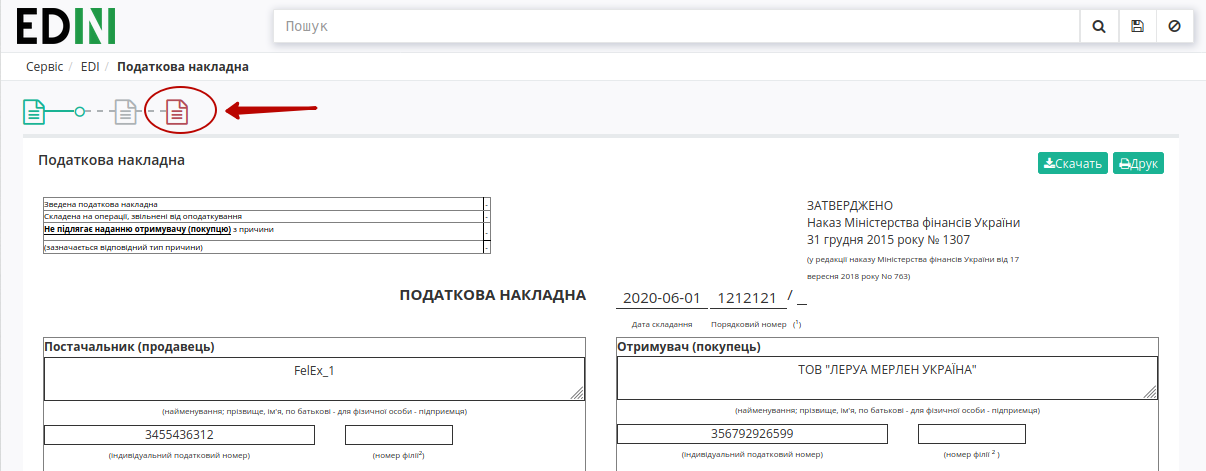 EDIN
Пошук
Сервіс / EDI / Податкова накладна
Податкова накладна
Скачать Друк
Зведена податкова накладна -
Складена на операції, звільнені від оподаткування -
Не підлягає наданню отримувачу (покупцю) з причини -
(зазначається відповідний тип причини) -
ЗАТВЕРДЖЕНО
Наказ Міністерства фінансів України
31 грудня 2015 року № 1307
(у редакції наказу Міністерства фінансів України від 17
вересня 2018 року No 763)
ПОДАТКОВА НАКЛАДНА 2020-06-01 1212121 / _
Дата складання Порядковий номер (¹)
Постачальник (продавець)
FelEx_1
(найменування; прізвище, ім'я, по батькові - для фізичної особи - підприємця)
3455436312
(індивідуальний податковий номер) (номер філії²)
Отримувач (покупець)
ТОВ "ЛЕРУА МЕРЛЕН УКРАЇНА"
(найменування; прізвище, ім'я, по батькові - для фізичної особи - підприємця)
356792926599
(індивідуальний податковий номер) (номер філії ² )